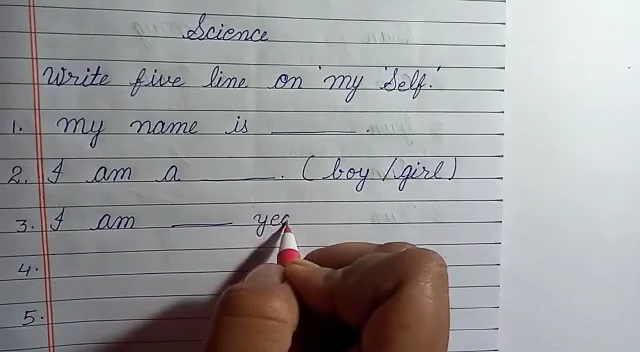 Science
Write five line on 'my self.'
1. my name is ______.
2. I am a ______. (boy/girl)
3. I am ______ yea
4.
5.